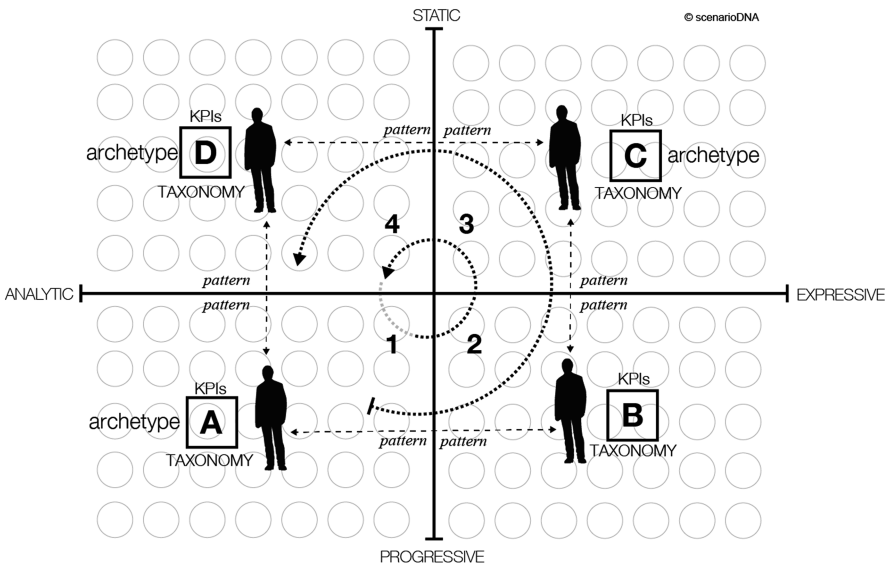 STATIC
© scenarioDNA
KPIs
archetype D
TAXONOMY
pattern pattern
KPIs
C archetype
TAXONOMY
4 3
pattern pattern
ANALYTIC EXPRESSIVE
pattern pattern
1 2
KPIs
archetype A
TAXONOMY
pattern pattern
KPIs
B
TAXONOMY
PROGRESSIVE